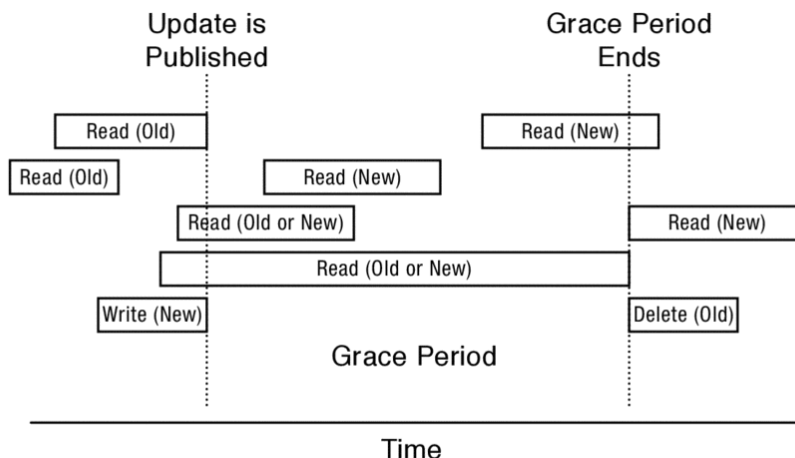 Update is
Published
Grace Period
Ends
Read (Old)
Read (New)
Read (Old)
Read (New)
Read (Old or New)
Read (New)
Read (Old or New)
Write (New)
Delete (Old)
Grace Period
Time